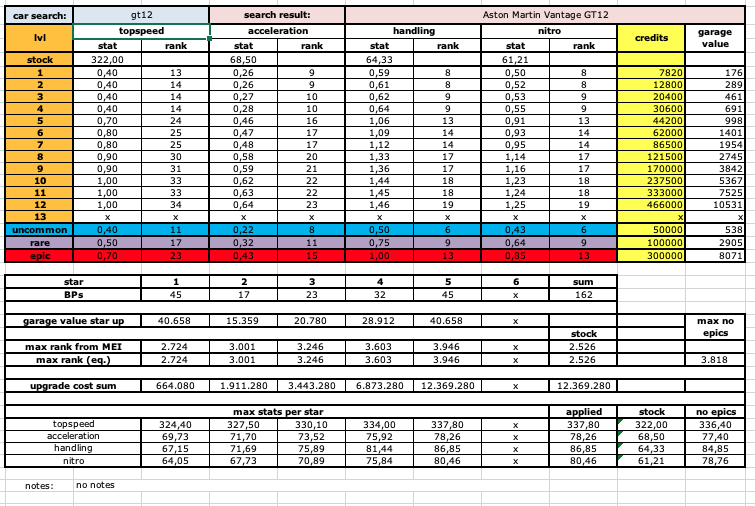 car search: gt12 search result: Aston Martin Vantage GT12
lvl topspeed acceleration handling nitro credits garage value
stat rank stat rank stat rank stat rank
stock 322,00 68,50 64,33 61,21
1 0,40 13 0,26 9 0,59 8 0,50 8 7820 176
2 0,40 14 0,26 9 0,61 8 0,52 8 12800 289
3 0,40 14 0,27 10 0,62 9 0,53 9 20400 461
4 0,40 14 0,28 10 0,64 9 0,55 9 30600 691
5 0,70 24 0,46 16 1,06 13 0,91 13 44200 998
6 0,80 25 0,47 17 1,09 14 0,93 14 62000 1401
7 0,80 25 0,48 17 1,12 14 0,95 14 86500 1954
8 0,90 30 0,58 20 1,33 17 1,14 17 121500 2745
9 0,90 31 0,59 21 1,36 17 1,16 17 170000 3842
10 1,00 33 0,62 22 1,44 18 1,23 18 237500 5367
11 1,00 33 0,63 22 1,45 18 1,24 18 333000 7525
12 1,00 34 0,64 23 1,46 19 1,25 19 466000 10531
13 x x x x x x x x x x
uncommon 0,40 11 0,22 8 0,50 6 0,43 6 50000 538
rare 0,50 17 0,32 11 0,75 9 0,64 9 100000 2905
epic 0,70 23 0,43 15 1,00 13 0,85 13 300000 8071
star 1 2 3 4 5 6 sum
BPs 45 17 23 32 45 x 162
garage value star up 40.658 15.359 20.780 28.912 40.658 x max no epics
stock
max rank from MEI 2.724 3.001 3.246 3.603 3.946 x 2.526
max rank (eq.) 2.724 3.001 3.246 3.603 3.946 x 2.526 3.818
upgrade cost sum 664.080 1.911.280 3.443.280 6.873.280 12.369.280 x 12.369.280
max stats per star applied stock no epics
topspeed 324,40 327,50 330,10 334,00 337,80 x 337,80 322,00 336,40
acceleration 69,73 71,70 73,52 75,92 78,26 x 78,26 68,50 77,40
handling 67,15 71,69 75,89 81,44 86,85 x 86,85 64,33 84,85
nitro 64,05 67,73 70,89 75,84 80,46 x 80,46 61,21 78,76
notes: no notes